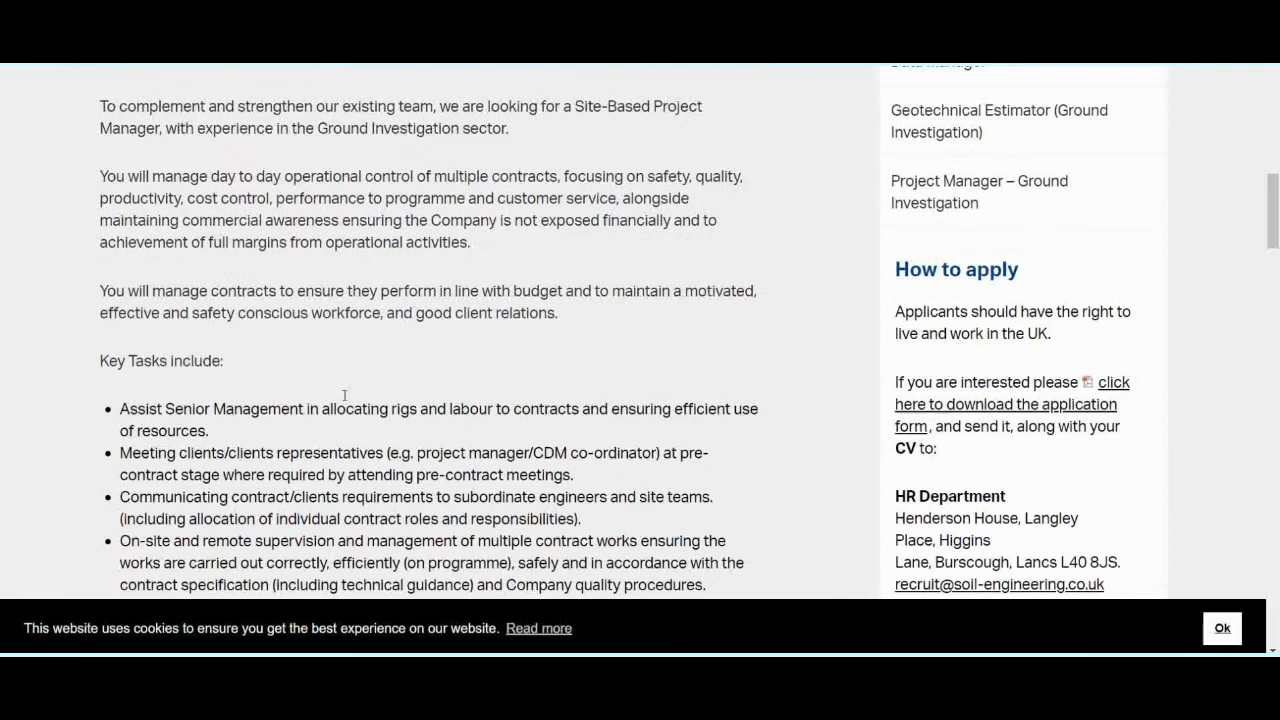 To complement and strengthen our existing team, we are looking for a Site-Based Project
Manager, with experience in the Ground Investigation sector.
You will manage day to day operational control of multiple contracts, focusing on safety, quality,
productivity, cost control, performance to programme and customer service, alongside
maintaining commercial awareness ensuring the Company is not exposed financially and to
achievement of full margins from operational activities.
You will manage contracts to ensure they perform in line with budget and to maintain a motivated,
effective and safety conscious workforce, and good client relations.
Key Tasks include:
• Assist Senior Management in allocating rigs and labour to contracts and ensuring efficient use
of resources.
• Meeting clients/clients representatives (e.g. project manager/CDM co-ordinator) at pre-
contract stage where required by attending pre-contract meetings.
• Communicating contract/clients requirements to subordinate engineers and site teams.
(including allocation of individual contract roles and responsibilities).
• On-site and remote supervision and management of multiple contract works ensuring the
works are carried out correctly, efficiently (on programme), safely and in accordance with the
contract specification (including technical guidance) and Company quality procedures.
Geotechnical Estimator (Ground
Investigation)
Project Manager – Ground
Investigation
How to apply
Applicants should have the right to
live and work in the UK.
If you are interested please click
here to download the application
form, and send it, along with your
CV to:
HR Department
Henderson House, Langley
Place, Higgins
Lane, Burscough, Lancs L40 8JS.
recruit@soil-engineering.co.uk
This website uses cookies to ensure you get the best experience on our website. Read more
Ok